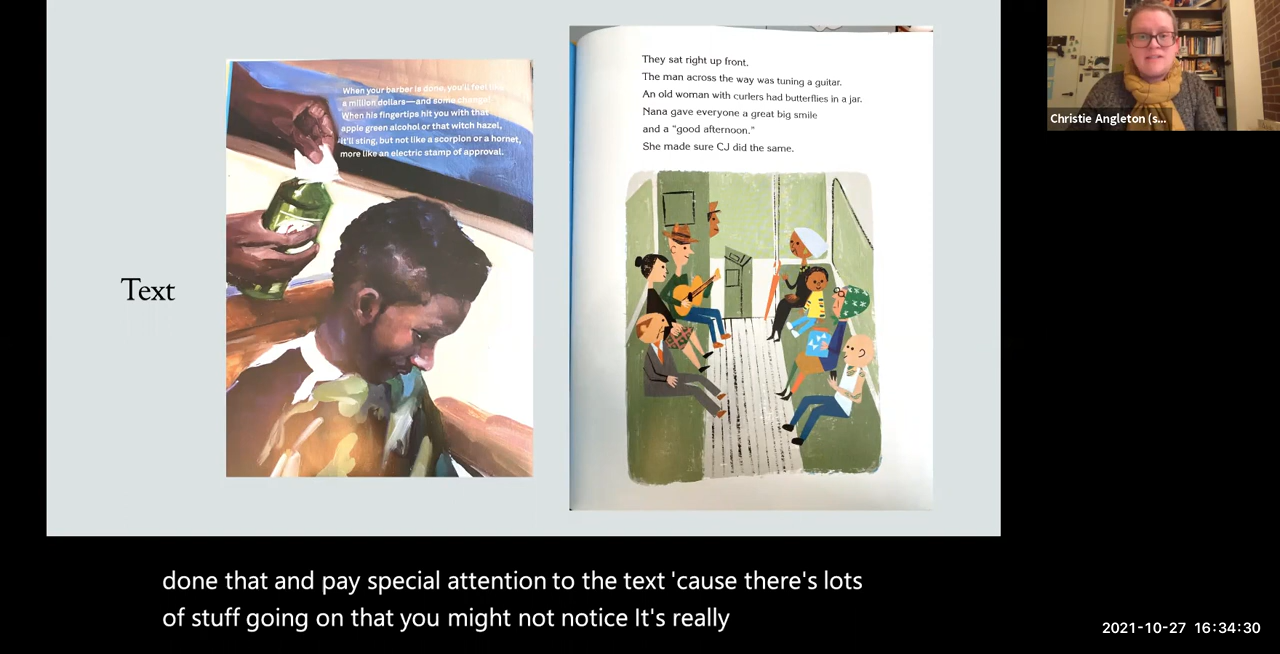 Text
When your barber is done, you'll feel like
a million dollars—and some change!
When his fingertips hit you with that
apple green alcohol or that witch hazel,
it'll sting, but not like a scorpion or a hornet,
more like an electric stamp of approval.
They sat right up front.
The man across the way was tuning a guitar.
An old woman with curlers had butterflies in a jar.
Nana gave everyone a great big smile
and a “good afternoon.”
She made sure CJ did the same.
Christie Angleton (s...
done that and pay special attention to the text 'cause there's lots
of stuff going on that you might not notice It's really
2021-10-27 16:34:30